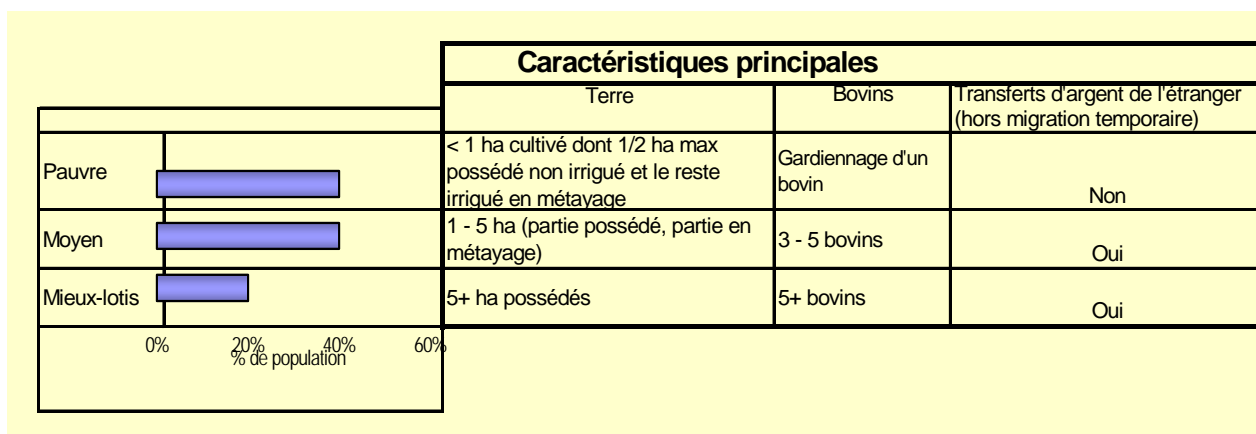 Caractéristiques principales
Terre
Bovins
Transferts d'argent de l'étranger
(hors migration temporaire)
Pauvre
< 1 ha cultivé dont 1/2 ha max
possédé non irrigué et le reste
irrigué en métayage
Gardiennage d'un
bovin
Non
Moyen
1 - 5 ha (partie possédé, partie en
métayage)
3 - 5 bovins
Oui
Mieux-lotis
5+ ha possédés
5+ bovins
Oui
0% 20% 40% 60%
% de population